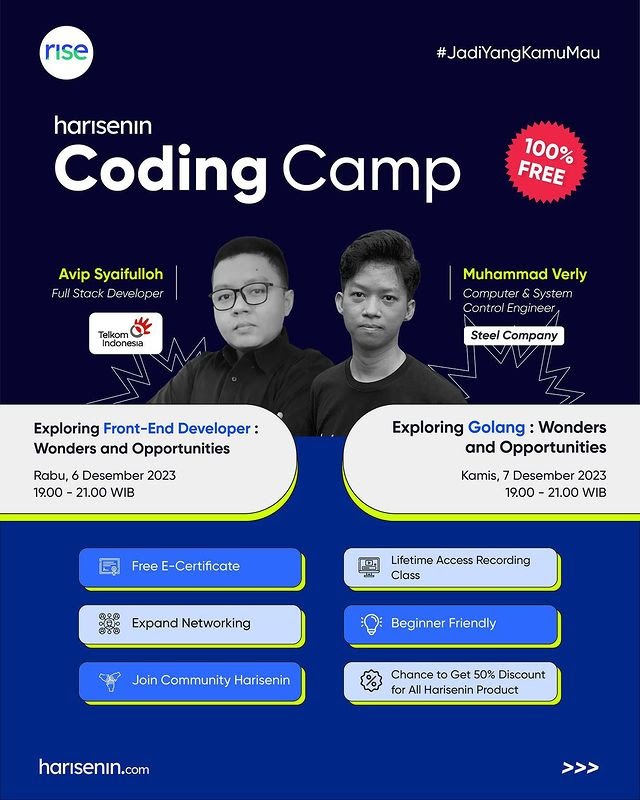 rise
#JadiYangKamuMau
harisenin
Coding Camp
100%
FREE
Avip Syaifulloh
Full Stack Developer
Telkom
Indonesia
Muhammad Verly
Computer & System
Control Engineer
Steel Company
Exploring Front-End Developer :
Wonders and Opportunities
Rabu, 6 Desember 2023
19.00 - 21.00 WIB
Exploring Golang : Wonders
and Opportunities
Kamis, 7 Desember 2023
19.00 - 21.00 WIB
Free E-Certificate
Lifetime Access Recording
Class
Expand Networking
Beginner Friendly
Join Community Harisenin
Chance to Get 50% Discount
for All Harisenin Product
harisenin.com
>>>